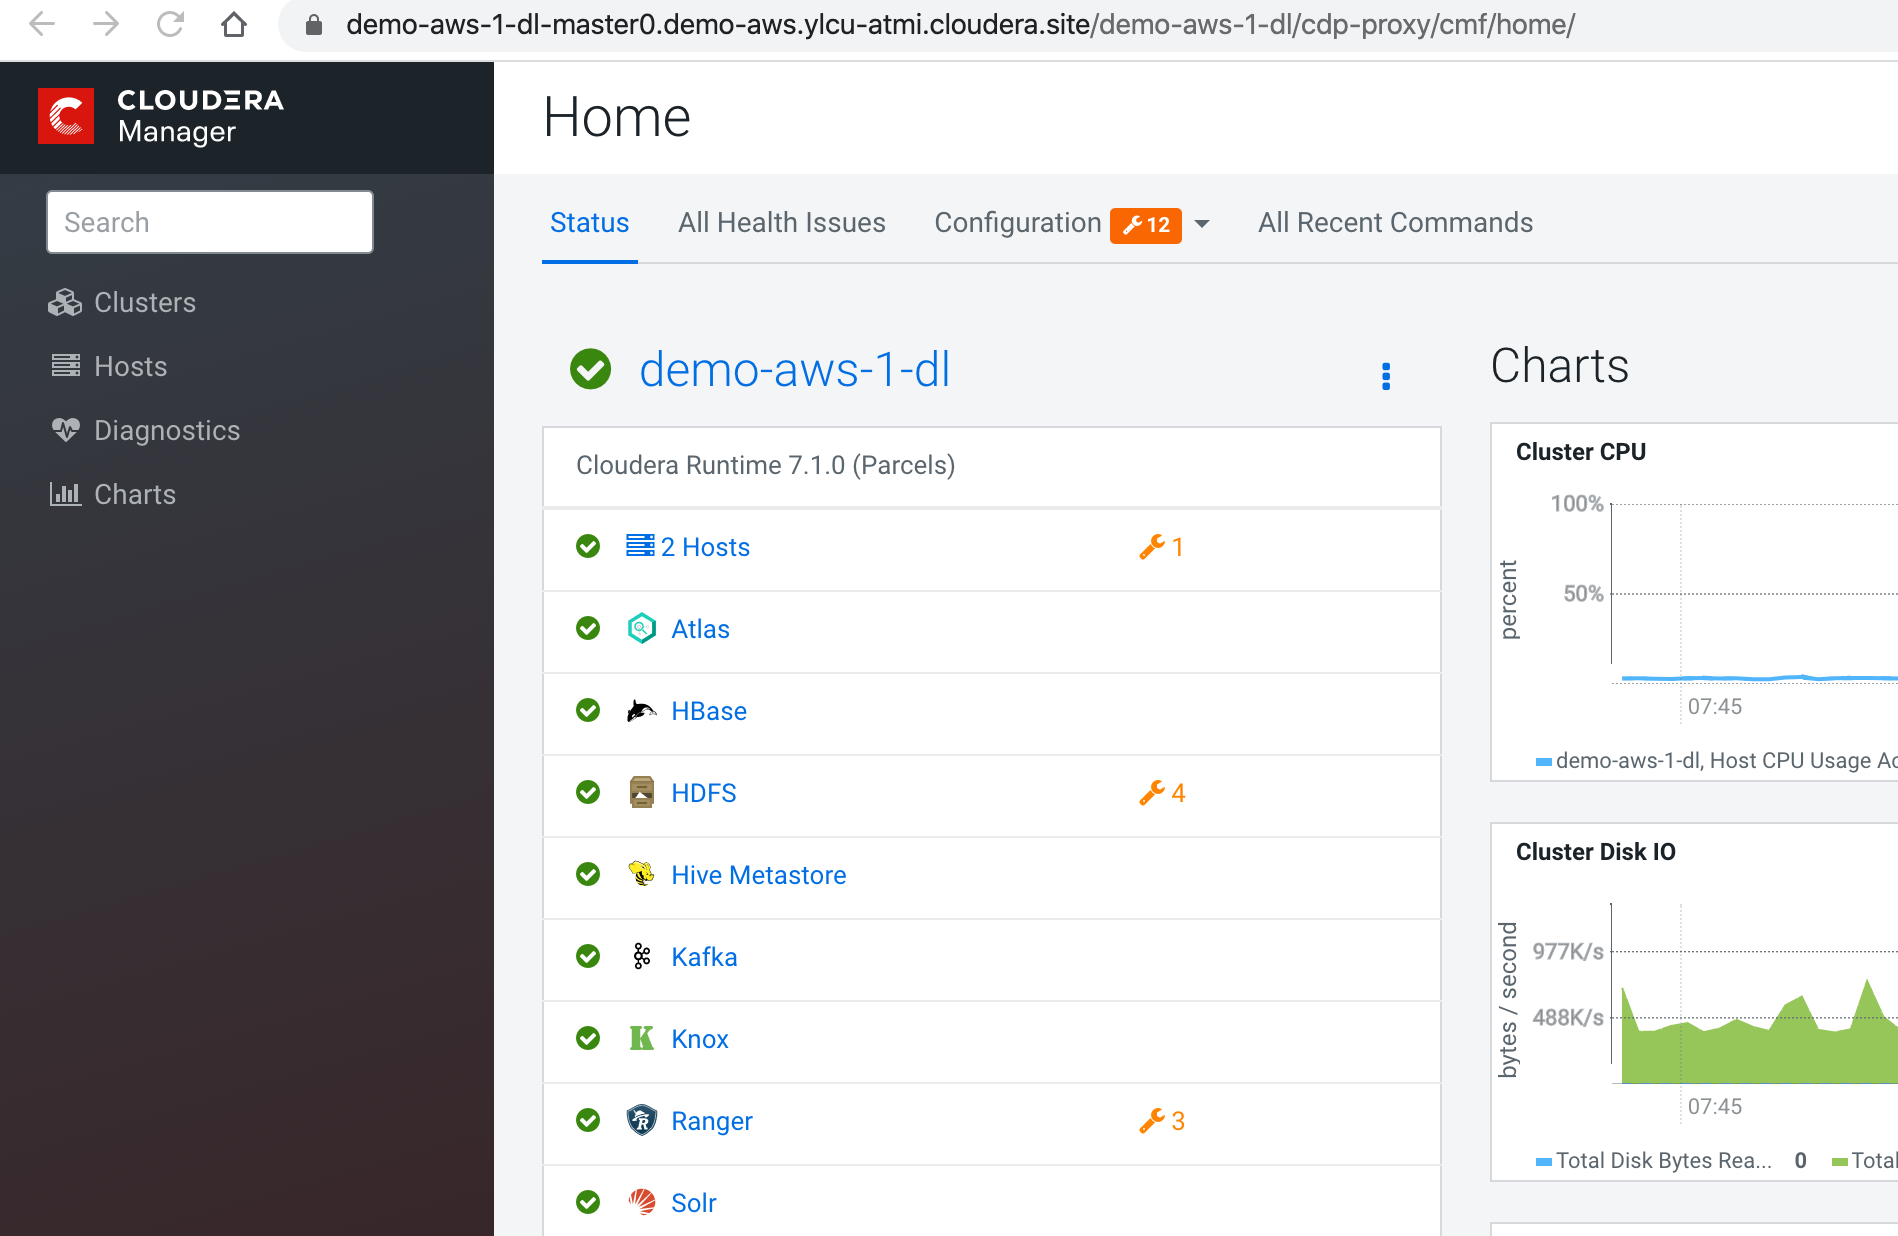 demo-aws-1-dl-master0.demo-aws.ylcu-atmi.cloudera.site/demo-aws-1-dl/cdp-proxy/cmf/home/
CLOUDERA
Manager
Search
Clusters
Hosts
Diagnostics
Charts
Home
Status All Health Issues Configuration 12 All Recent Commands
demo-aws-1-dl
Cloudera Runtime 7.1.0 (Parcels)
2 Hosts 1
Atlas
HBase
HDFS 4
Hive Metastore
Kafka
Knox
Ranger 3
Solr
Charts
Cluster CPU
percent
100%
50%
07:45
demo-aws-1-dl, Host CPU Usage Ac
Cluster Disk IO
bytes / second
977K/s
488K/s
07:45
Total Disk Bytes Rea... 0 Total